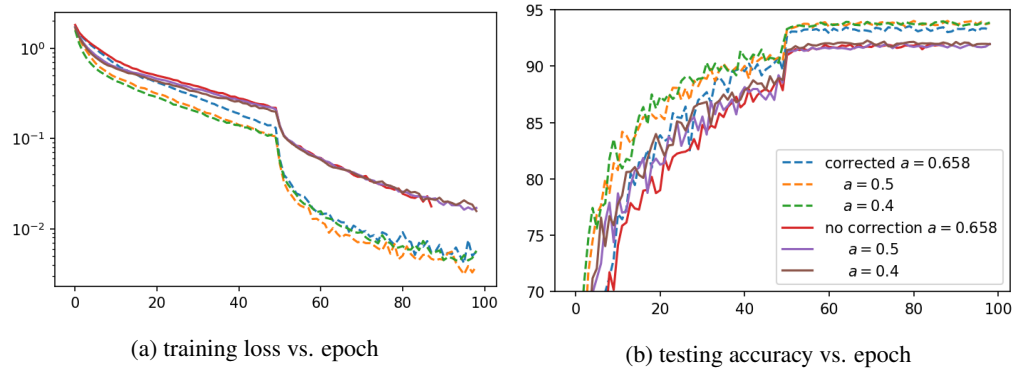 10⁰
10⁻¹
10⁻²
0 20 40 60 80 100
(a) training loss vs. epoch
95
90
85
80
75
70
0 20 40 60 80 100
corrected a = 0.658
a = 0.5
a = 0.4
no correction a = 0.658
a = 0.5
a = 0.4
(b) testing accuracy vs. epoch